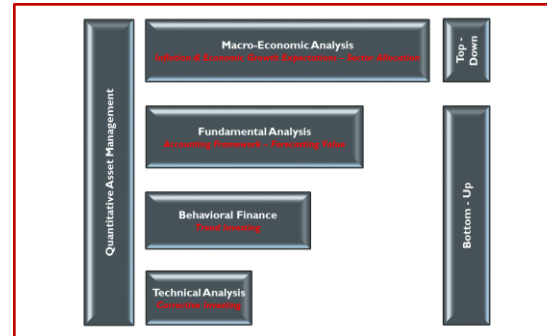 Quantitative Asset Management
Macro-Economic Analysis
Inflation & Economic Growth Expectations - Sector Allocation
Top -
Down
Fundamental Analysis
Accounting Framework - Forecasting Value
Behavioral Finance
Trend Investing
Technical Analysis
Investing
Bottom - Up